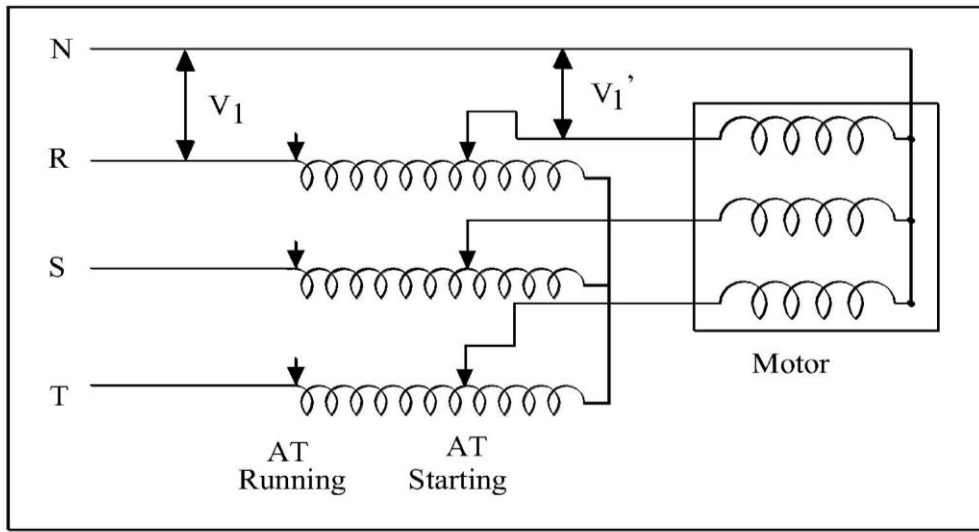 N
V1
V1’
R
S
Motor
T
AT
Running
AT
Starting